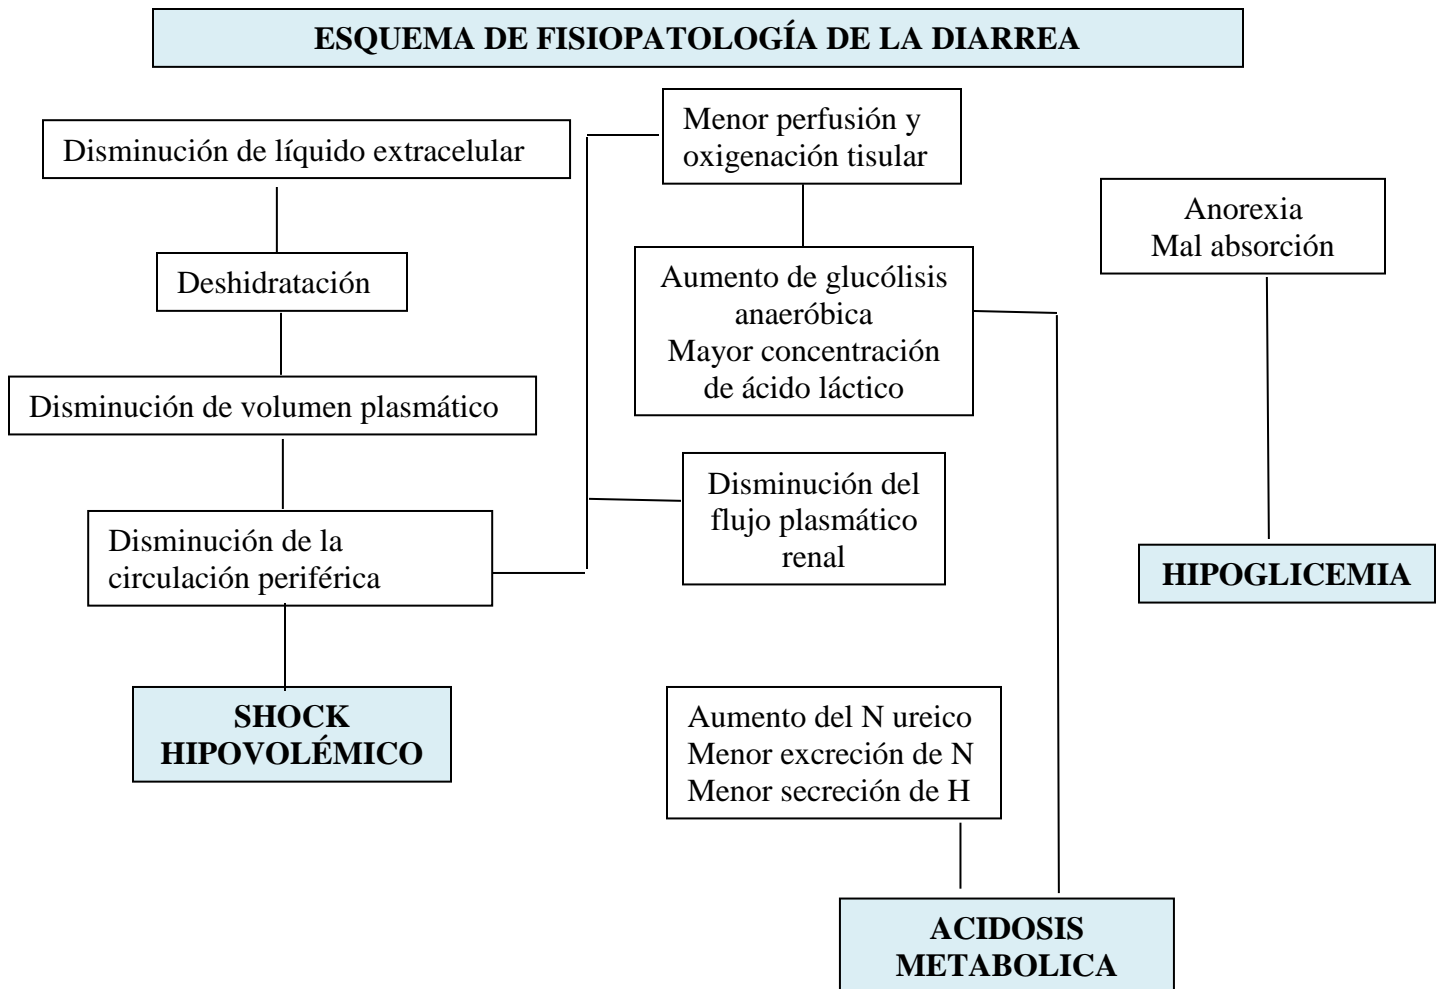 ESQUEMA DE FISIOPATOLOGÍA DE LA DIARREA
Disminución de líquido extracelular
Deshidratación
Disminución de volumen plasmático
Disminución de la
circulación periférica
SHOCK
HIPOVOLÉMICO
Menor perfusión y
oxigenación tisular
Aumento de glucólisis
anaeróbica
Mayor concentración
de ácido láctico
Disminución del
flujo plasmático
renal
Aumento del N ureico
Menor excreción de N
Menor secreción de H
ACIDOSIS
METABOLICA
Anorexia
Mal absorción
HIPOGLICEMIA